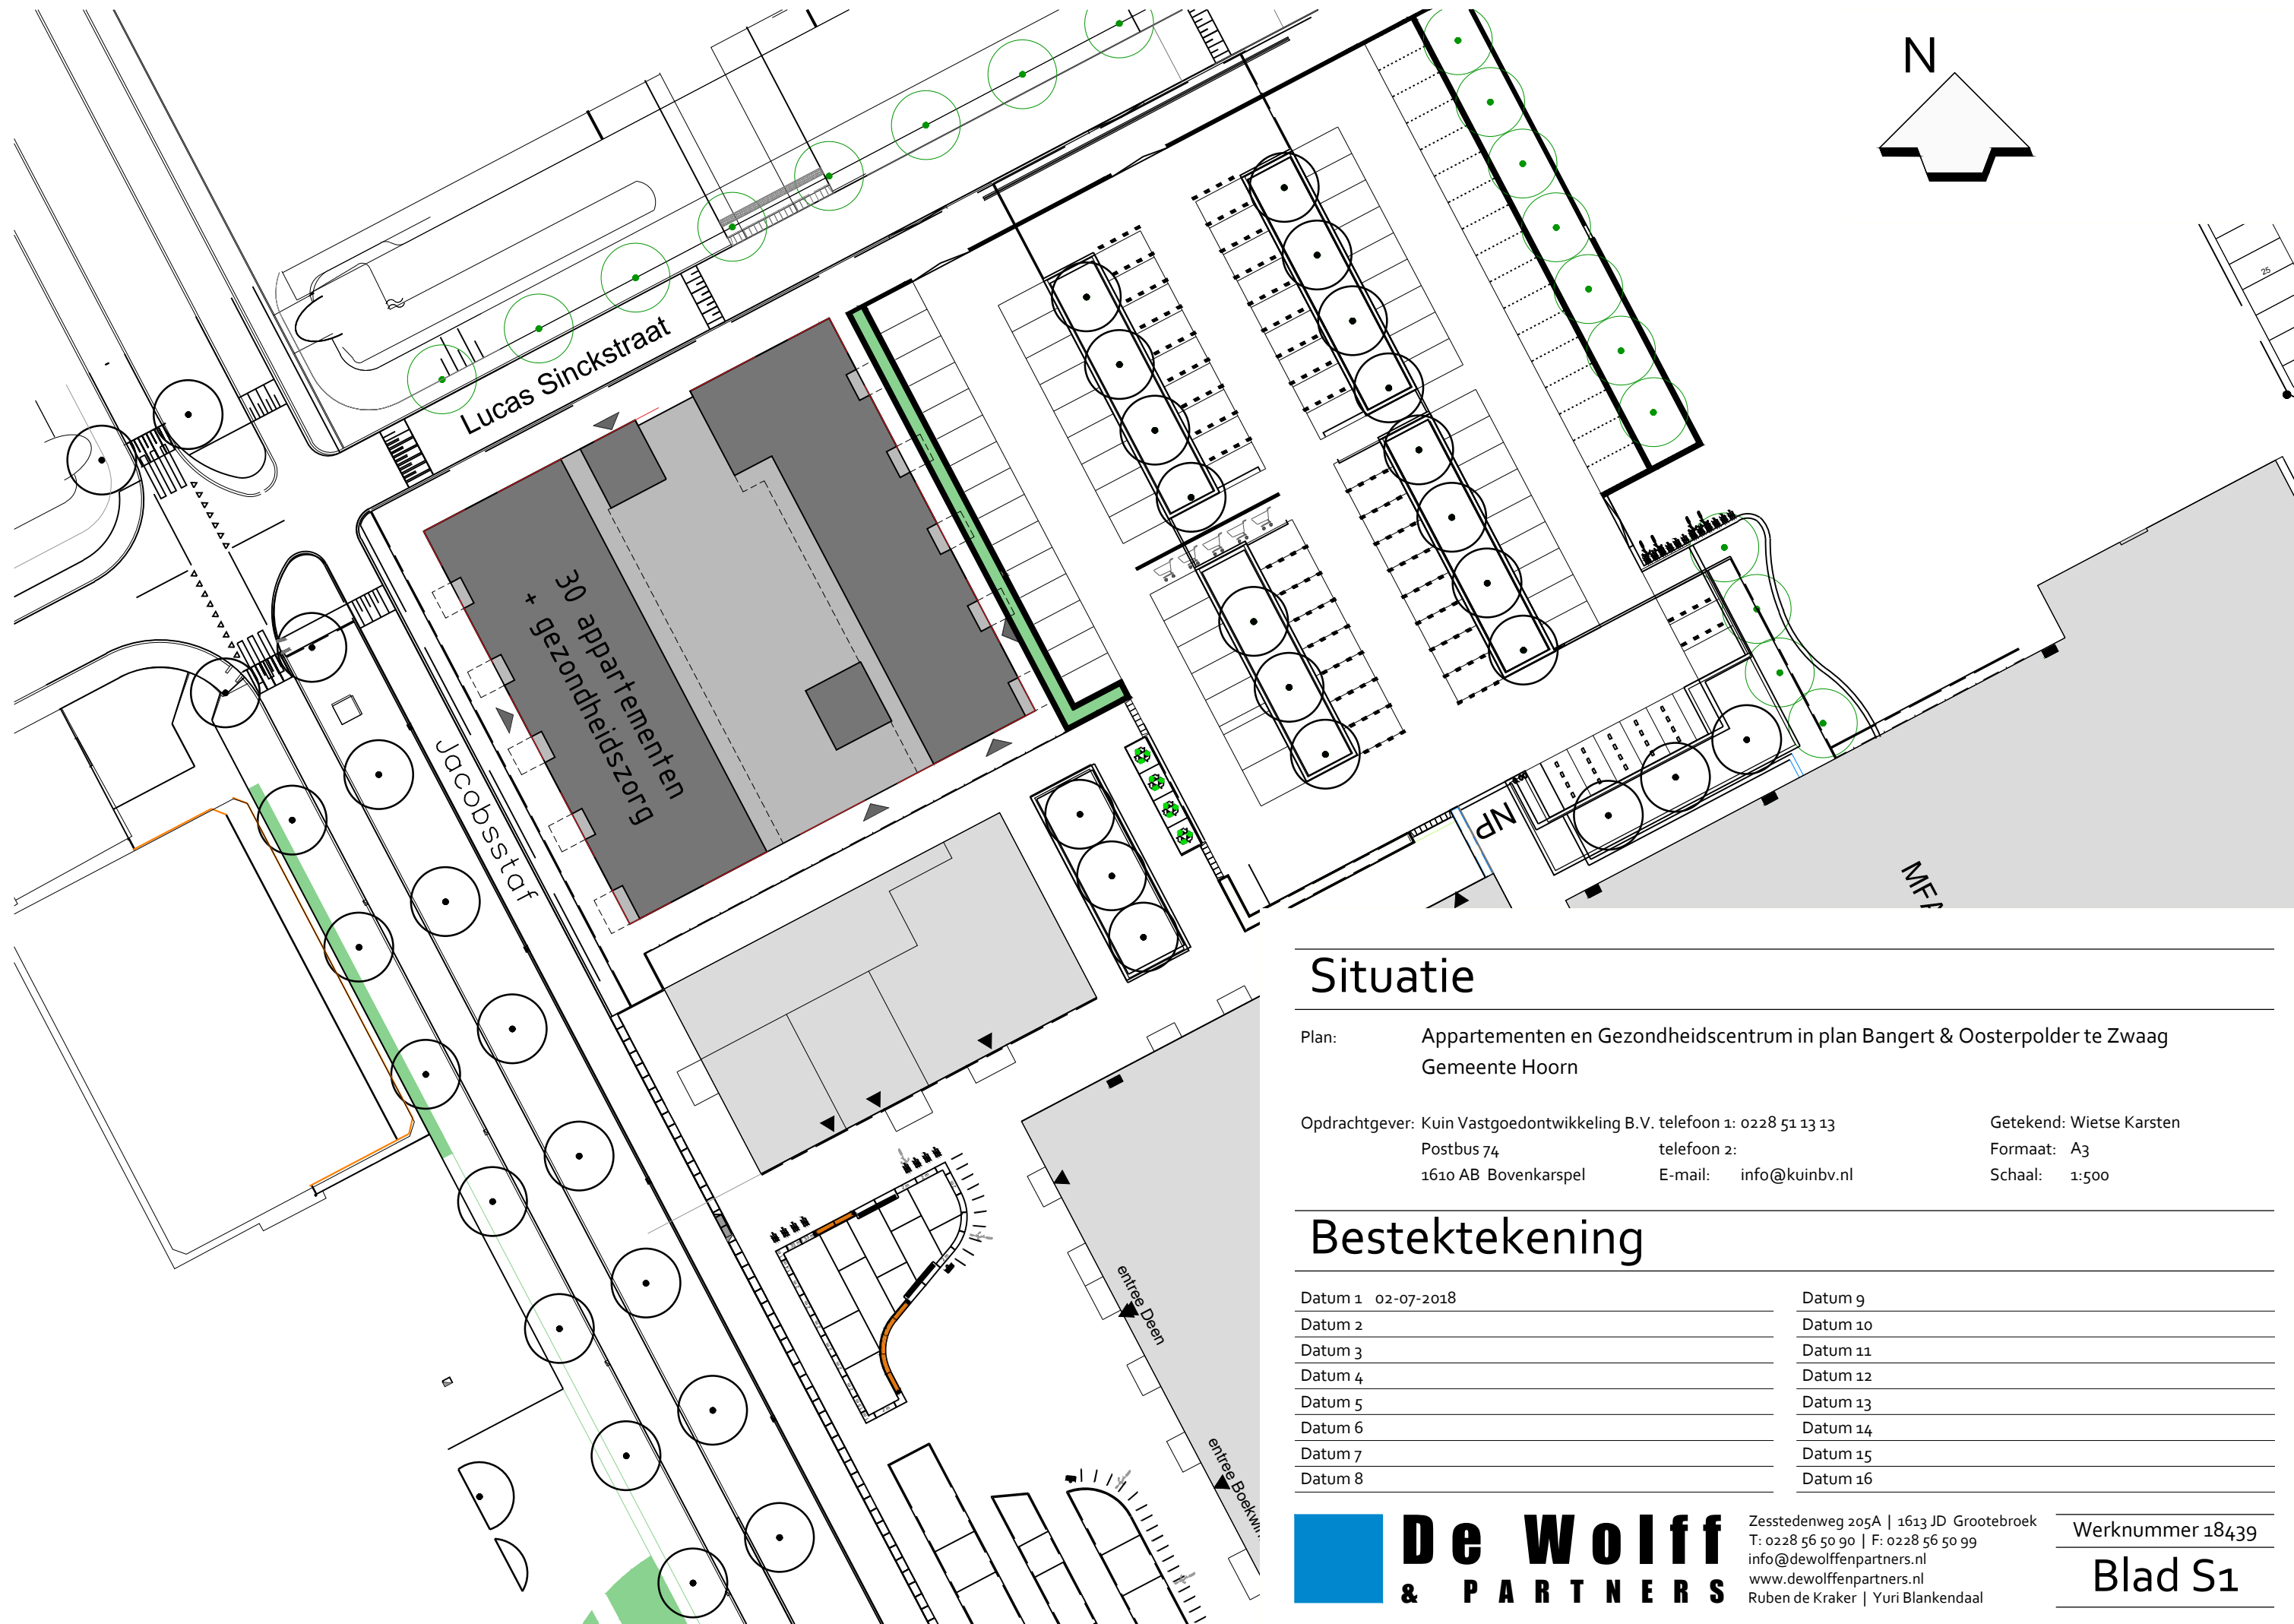 N
25
Lucas Sinckstraat
30 appartementen
+ gezondheidszorg
Jacobsstaf
NP
entree Deen
Situatie
Plan: Appartementen en Gezondheidscentrum in plan Bangert & Oosterpolder te Zwaag
Gemeente Hoorn
Opdrachtgever: Kuin Vastgoedontwikkeling B.V. telefoon 1: 0228 51 13 13 Getekend: Wietse Karsten
Postbus 74 telefoon 2: Formaat: A3
1610 AB Bovenkarspel E-mail: info@kuinbv.nl Schaal: 1:500
Bestektekening
Datum 1 02-07-2018 Datum 9
Datum 2 Datum 10
Datum 3 Datum 11
Datum 4 Datum 12
Datum 5 Datum 13
Datum 6 Datum 14
Datum 7 Datum 15
Datum 8 Datum 16
De Wolff
& PARTNERS
Zesstedenweg 205A | 1613 JD Grootebroek
T: 0228 56 50 90 | F: 0228 56 50 99
info@dewolffenpartners.nl
www.dewolffenpartners.nl
Ruben de Kraker | Yuri Blankendaal
Werknummer 18439
Blad S1
entree